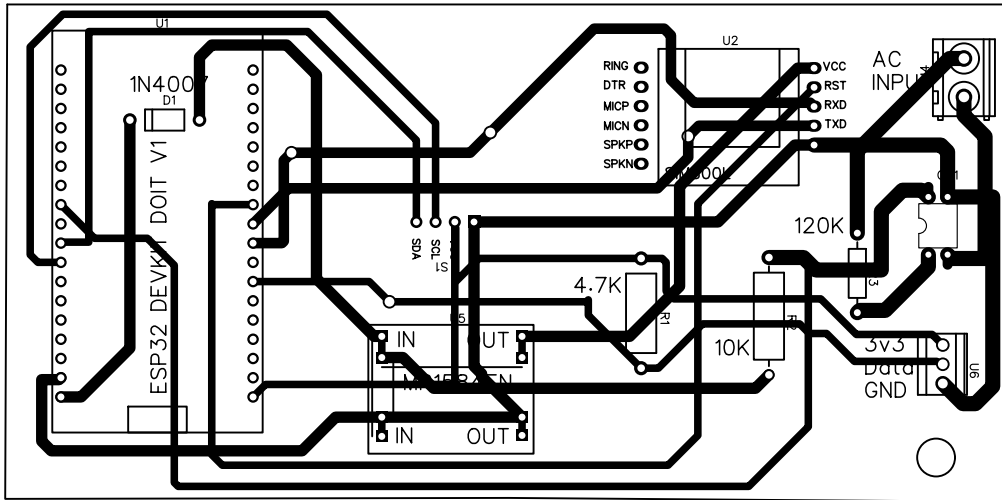 U1
1N4007
D1
ESP32 DEVKIT DOIT V1
U2
RING
DTR
MICP
MICN
SPKP
SPKN
VCC
RST
RXD
TXD
AC
INPUT
120K
SDA
SCL
S1
4.7K
R1
10K
IN
OUT
IN
OUT
3v3
Data
GND
U6